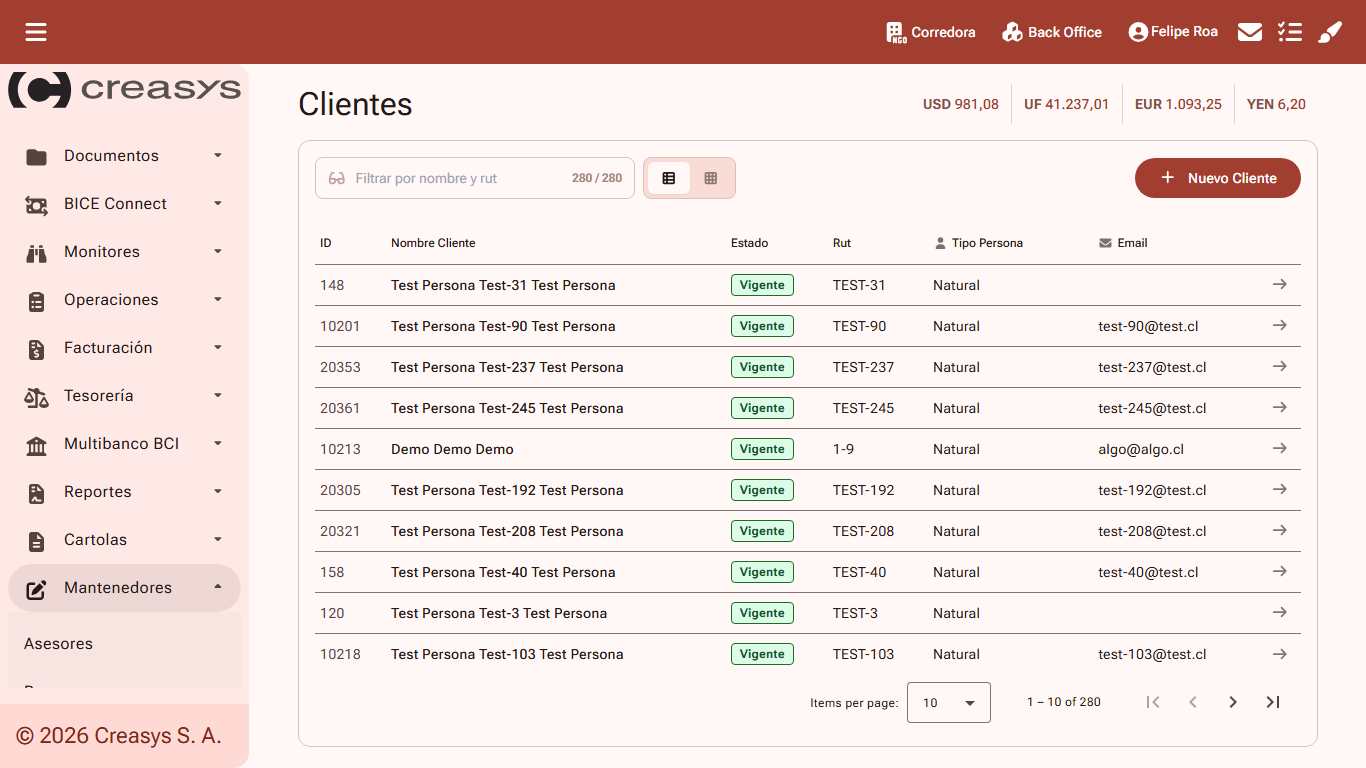 NGO
Corredora
Back Office
Felipe Roa
creasys
Clientes
USD 981,08
UF 41.237,01
EUR 1.093,25
YEN 6,20
Documentos
BICE Connect
Monitores
Operaciones
Facturación
Tesorería
Multibanco BCI
Reportes
Cartolas
Mantenedores
Asesores
© 2026 Creasys S. A.
Filtrar por nombre y rut 280 / 280
+ Nuevo Cliente
ID Nombre Cliente Estado Rut Tipo Persona Email
148 Test Persona Test-31 Test Persona Vigente TEST-31 Natural
10201 Test Persona Test-90 Test Persona Vigente TEST-90 Natural test-90@test.cl
20353 Test Persona Test-237 Test Persona Vigente TEST-237 Natural test-237@test.cl
20361 Test Persona Test-245 Test Persona Vigente TEST-245 Natural test-245@test.cl
10213 Demo Demo Demo Vigente 1-9 Natural algo@algo.cl
20305 Test Persona Test-192 Test Persona Vigente TEST-192 Natural test-192@test.cl
20321 Test Persona Test-208 Test Persona Vigente TEST-208 Natural test-208@test.cl
158 Test Persona Test-40 Test Persona Vigente TEST-40 Natural test-40@test.cl
120 Test Persona Test-3 Test Persona Vigente TEST-3 Natural
10218 Test Persona Test-103 Test Persona Vigente TEST-103 Natural test-103@test.cl
Items per page: 10 1 – 10 of 280